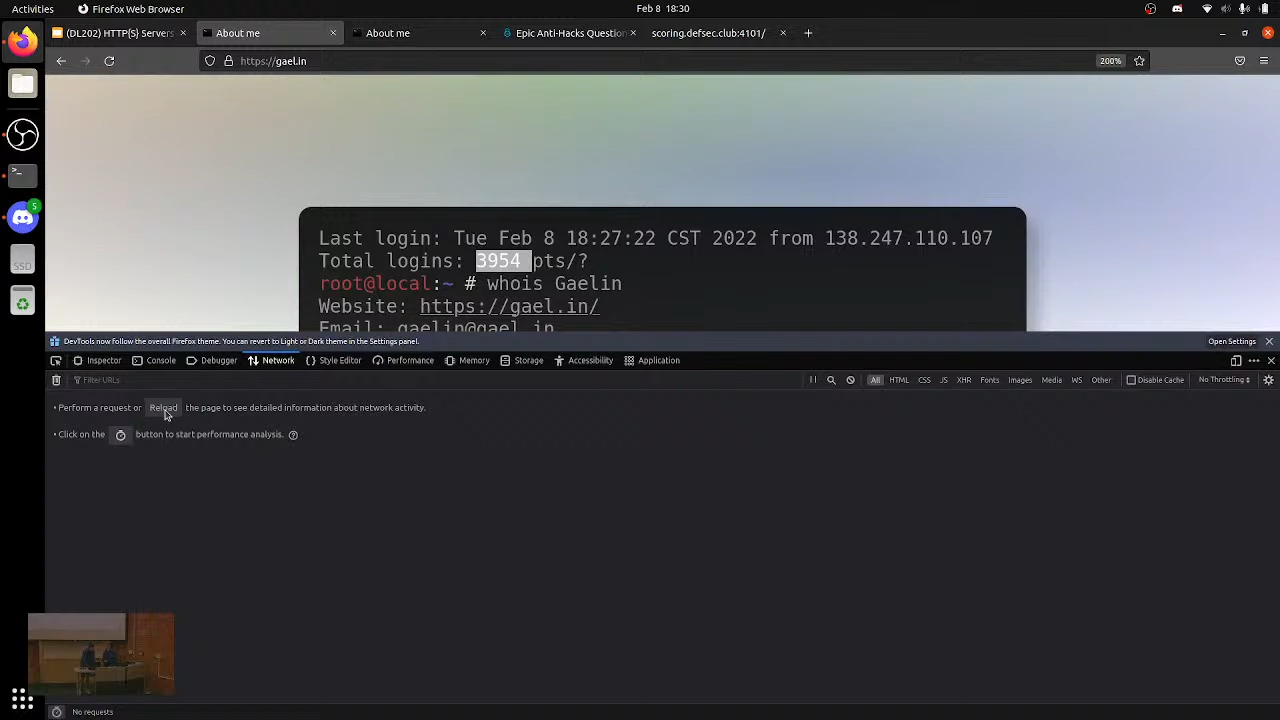 Activities
Firefox Web Browser
Feb 8 18:30
(DL202) HTTP(S) Servers
About me
About me
Epic Anti-Hacks Question
scoring.defsec.club:4101/
https://gael.in
200%
Last login: Tue Feb 8 18:27:22 CST 2022 from 138.247.110.107
Total logins: 3954 pts/?
root@local:~ # whois Gaelin
Website: https://gael.in/
Email: gaelin@gael.in
DevTools now follow the overall Firefox theme. You can revert to Light or Dark theme in the Settings panel.
Open Settings
Inspector
Console
Debugger
Network
Style Editor
Performance
Memory
Storage
Accessibility
Application
Filter URLs
All
HTML
CSS
JS
XHR
Fonts
Images
Media
WS
Other
Disable Cache
No Throttling
• Perform a request or Reload the page to see detailed information about network activity.
• Click on the button to start performance analysis.
SSD
5
No requests